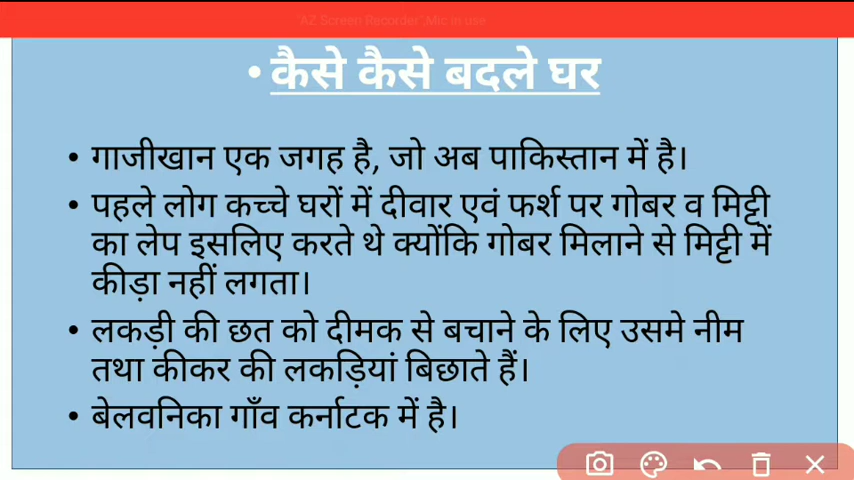 "AZ Screen Recorder",Mic in use
• कैसे कैसे बदले घर
• गाजीखान एक जगह है, जो अब पाकिस्तान में है।
• पहले लोग कच्चे घरों में दीवार एवं फर्श पर गोबर व मिट्टी
का लेप इसलिए करते थे क्योंकि गोबर मिलाने से मिट्टी में
कीड़ा नहीं लगता।
• लकड़ी की छत को दीमक से बचाने के लिए उसमे नीम
तथा कीकर की लकड़ियां बिछाते हैं।
• बेलवनिका गाँव कर्नाटक में है।